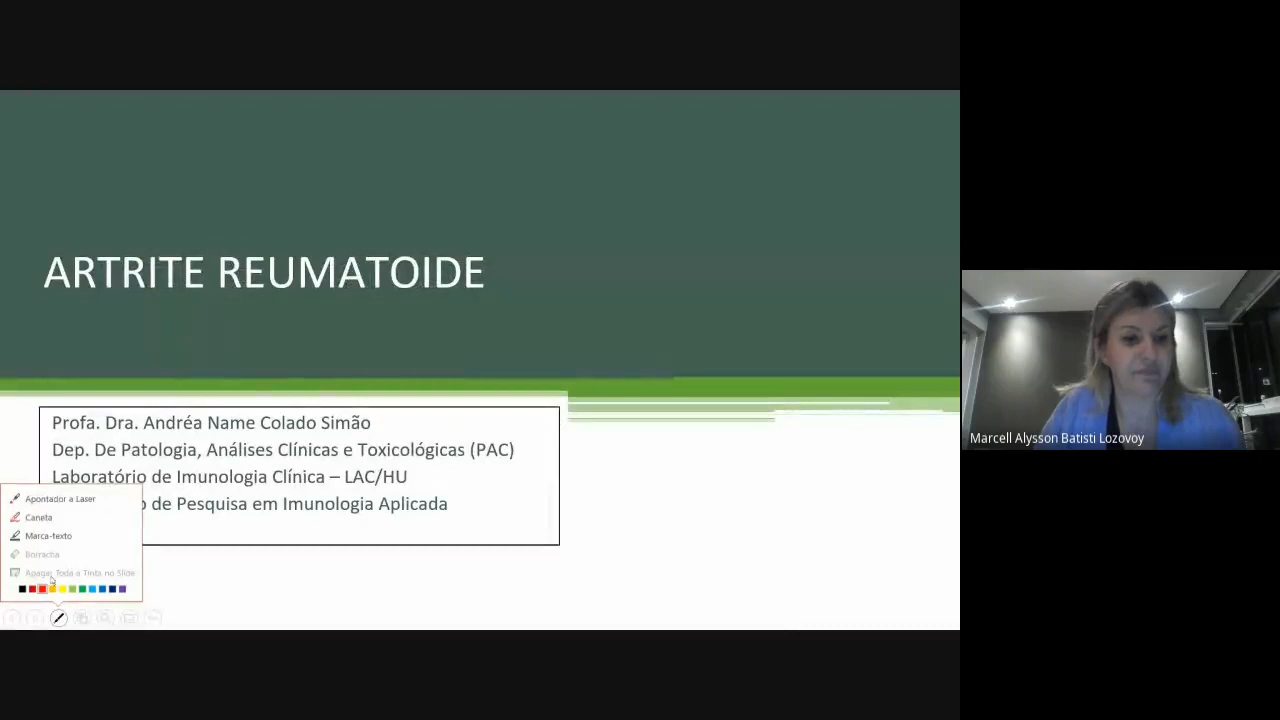 ARTRITE REUMATOIDE
Profa. Dra. Andréa Name Colado Simão
Dep. De Patologia, Análises Clínicas e Toxicológicas (PAC)
Laboratório de Imunologia Clínica – LAC/HU
de Pesquisa em Imunologia Aplicada
Apontador a Laser
Caneta
Marca-texto
Borracha
Apagar Toda a Tinta no Slide
Marcell Alysson Batisti Lozovoy